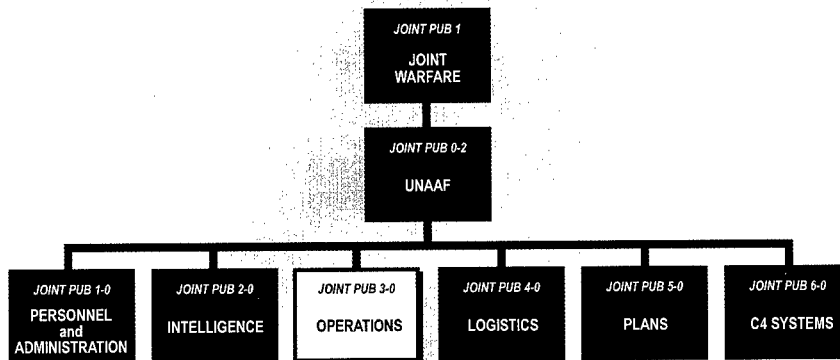 JOINT PUB 1
JOINT
WARFARE
JOINT PUB 0-2
UNAAF
JOINT PUB 1-0
PERSONNEL
and
ADMINISTRATION
JOINT PUB 2-0
INTELLIGENCE
JOINT PUB 3-0
OPERATIONS
JOINT PUB 4-0
LOGISTICS
JOINT PUB 5-0
PLANS
JOINT PUB 6-0
C4 SYSTEMS